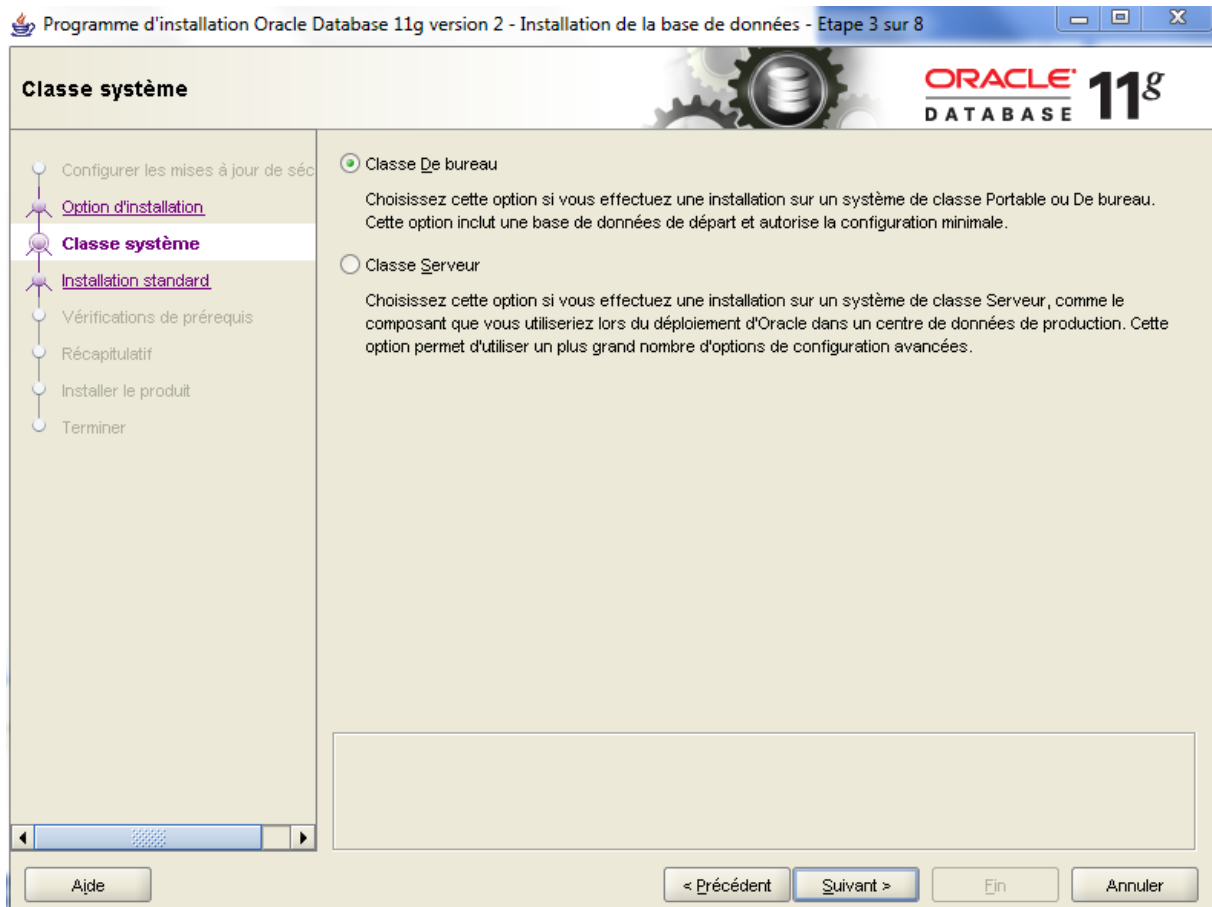 Programme d'installation Oracle Database 11g version 2 - Installation de la base de données - Etape 3 sur 8
Classe système
ORACLE
DATABASE
11g
Configurer les mises à jour de séc
Option d'installation
Classe système
Installation standard
Vérifications de prérequis
Récapitulatif
Installer le produit
Terminer
Classe De bureau
Choisissez cette option si vous effectuez une installation sur un système de classe Portable ou De bureau.
Cette option inclut une base de données de départ et autorise la configuration minimale.
Classe Serveur
Choisissez cette option si vous effectuez une installation sur un système de classe Serveur, comme le
composant que vous utiliseriez lors du déploiement d'Oracle dans un centre de données de production. Cette
option permet d'utiliser un plus grand nombre d'options de configuration avancées.
Aide
< Précédent
Suivant >
Fin
Annuler